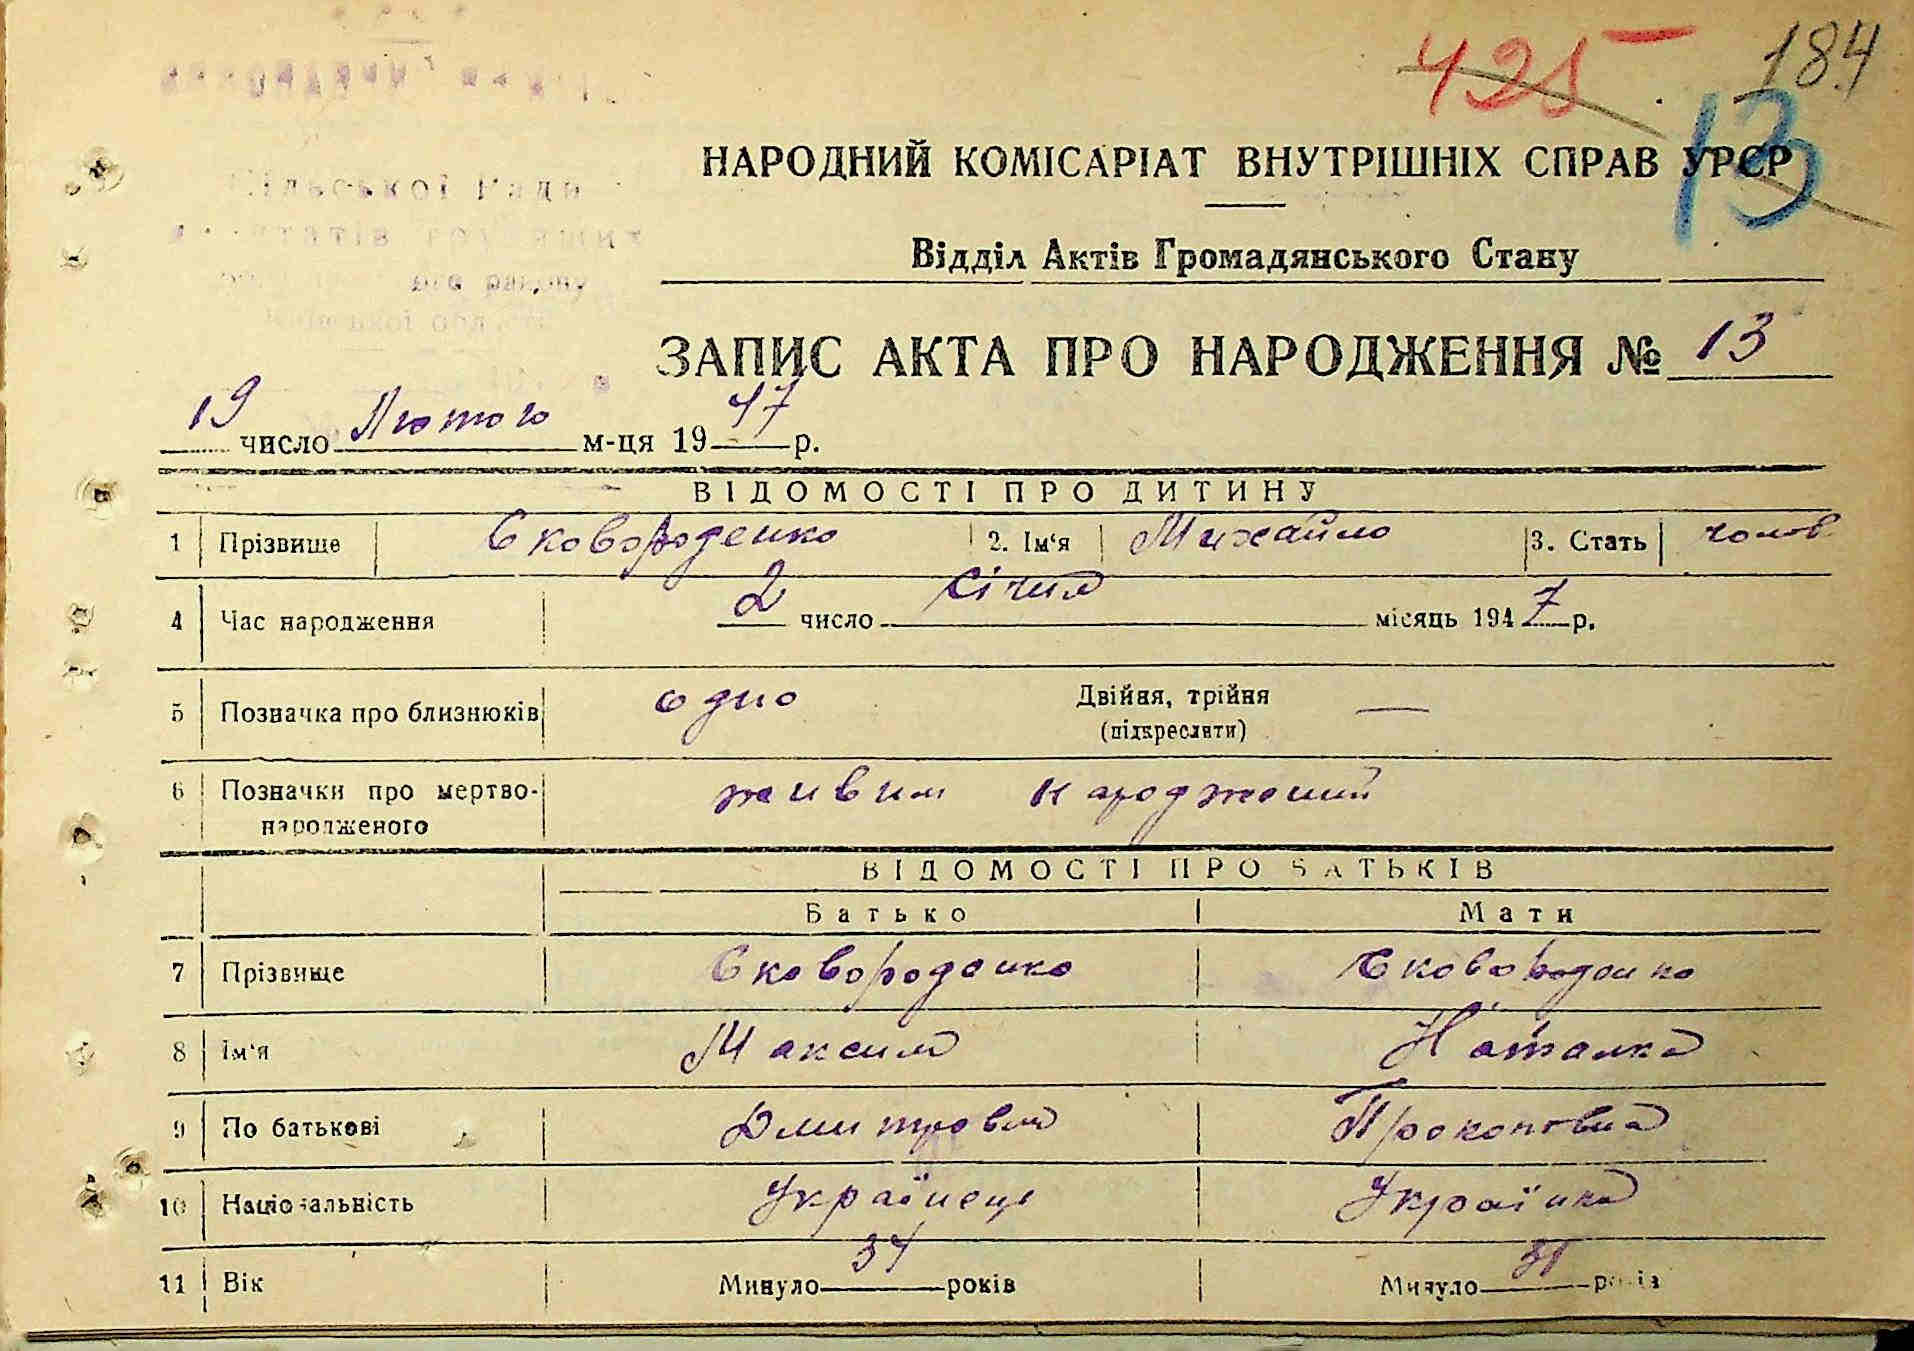 425 184
13
НАРОДНИЙ КОМІСАРІАТ ВНУТРІШНІХ СПРАВ УРСР
Відділ Актів Громадянського Стану
ЗАПИС АКТА ПРО НАРОДЖЕННЯ № 13
19 число Лютого м-ця 1947 р.
ВІДОМОСТІ ПРО ДИТИНУ
1 Прізвище Сковороденко 2. Ім'я Михайло 3. Стать чолов.
4 Час народження 2 число Січня місяць 1947 р.
5 Позначка про близнюків одно Двійня, трійня —
(підкреслити)
6 Позначки про мертво- живим народжений
народженого
ВІДОМОСТІ ПРО БАТЬКІВ
Батько Мати
7 Прізвище Сковороденко Сковороденко
8 Ім'я Максим Наталка
9 По батькові Дмитрович Прокоповна
10 Національність Українець Українка
11 Вік Минуло 34 років Минуло років